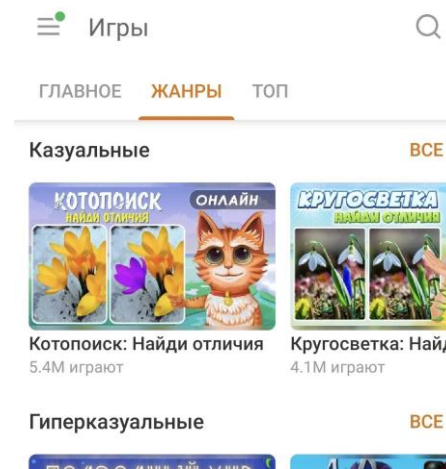 Игры
ГЛАВНОЕ ЖАНРЫ ТОП
Казуальные ВСЕ
КОТОПОИСК ОНЛАЙН
НАЙДИ ОТЛИЧИЯ
КРУГОСВЕТКА
НАЙДИ ОТЛИЧИЯ
Котопоиск: Найди отличия
5.4M играют
Кругосветка: Най
4.1M играют
Гиперказуальные ВСЕ